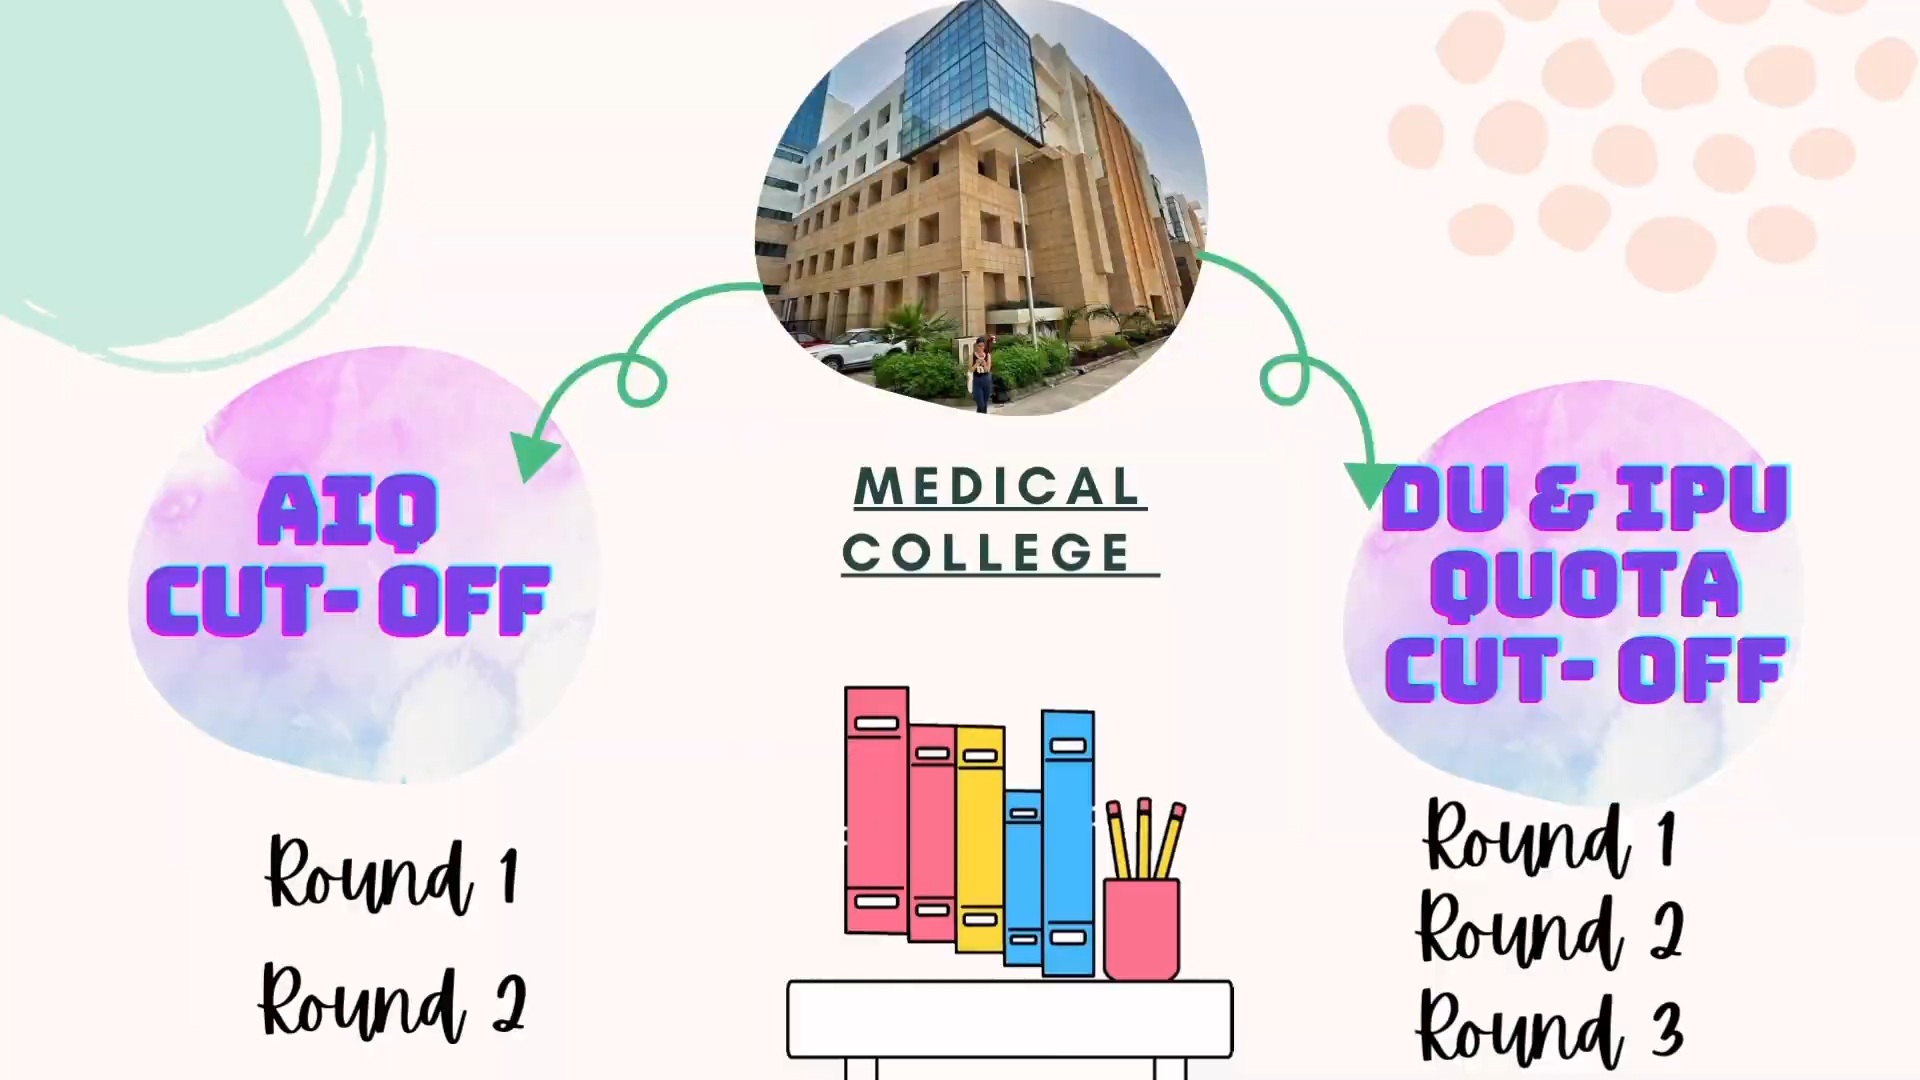 MEDICAL
COLLEGE
AIQ
CUT- OFF
Round 1
Round 2
DU & IPU
QUOTA
CUT- OFF
Round 1
Round 2
Round 3